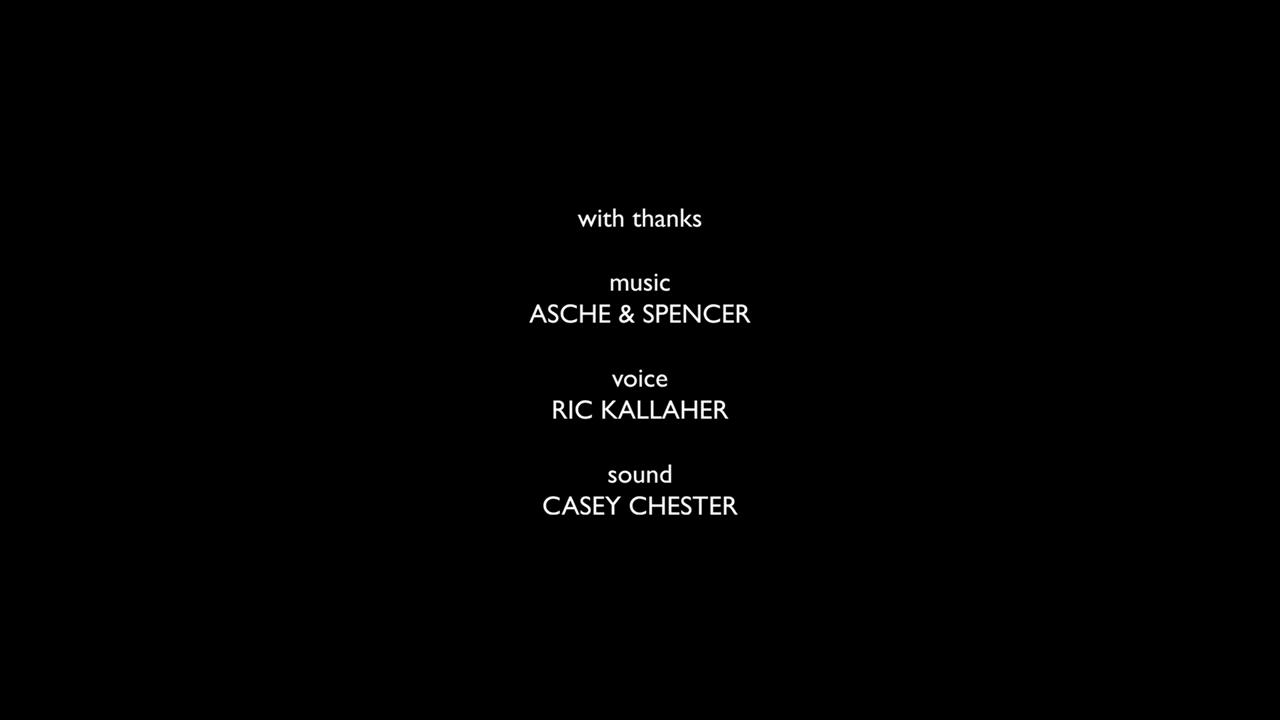 with thanks
music
ASCHE & SPENCER
voice
RIC KALLAHER
sound
CASEY CHESTER